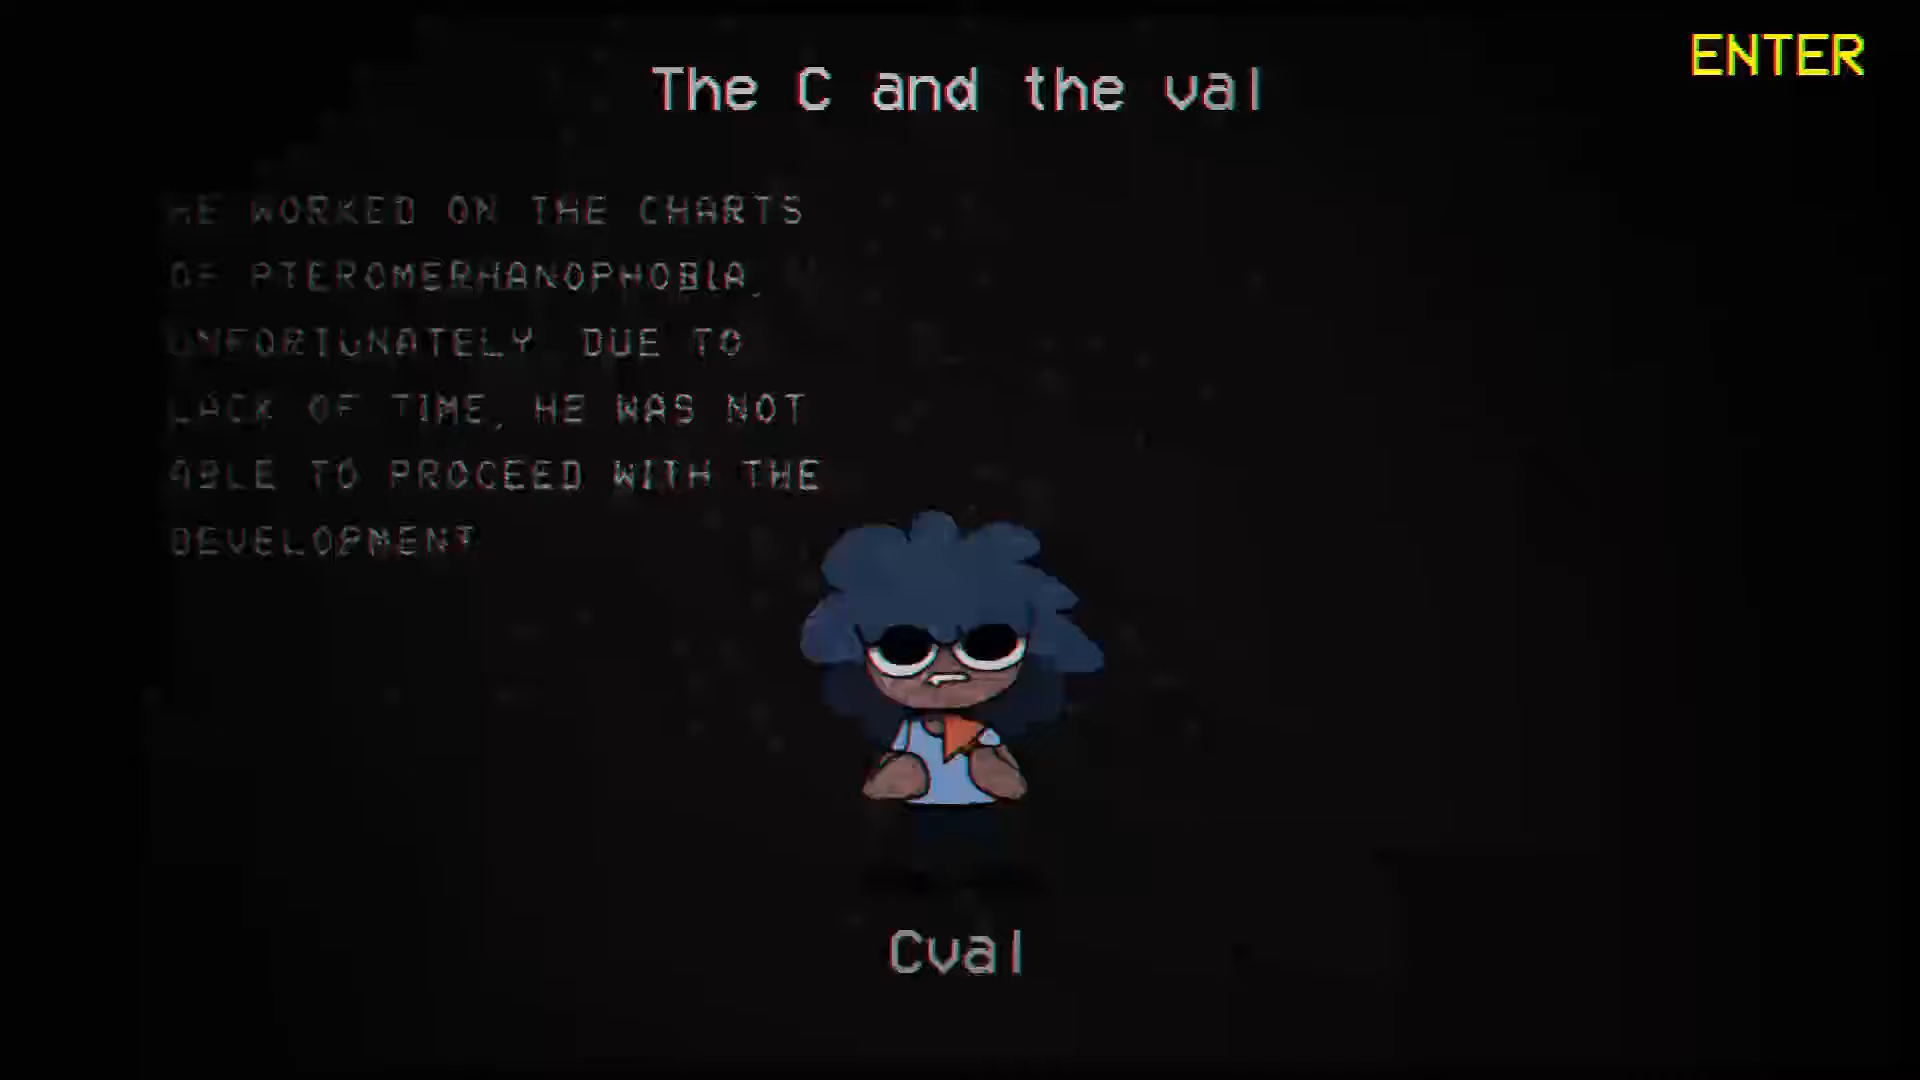 The C and the val
ENTER
HE WORKED ON THE CHARTS
OF PTEROMERHANOPHOBIA,
UNFORTUNATELY DUE TO
LACK OF TIME, HE WAS NOT
ABLE TO PROCEED WITH THE
DEVELOPMENT
Cval